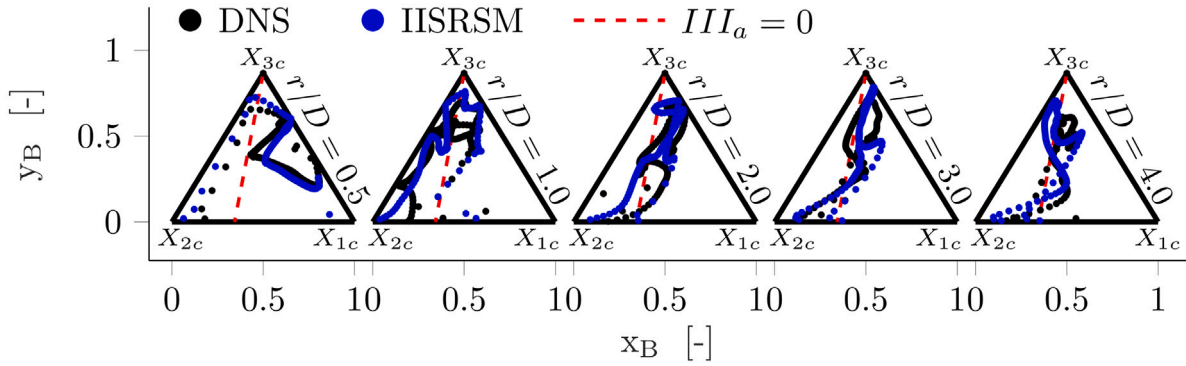 DNS IISRSM III_a = 0
1
0.5
0
y_B [-]
X_3c X_3c X_3c X_3c X_3c
r/D = 0.5 r/D = 1.0 r/D = 2.0 r/D = 3.0 r/D = 4.0
X_2c X_1c X_2c X_1c X_2c X_1c X_2c X_1c X_2c X_1c
0 0.5 10 0.5 10 0.5 10 0.5 10 0.5 1
x_B [-]